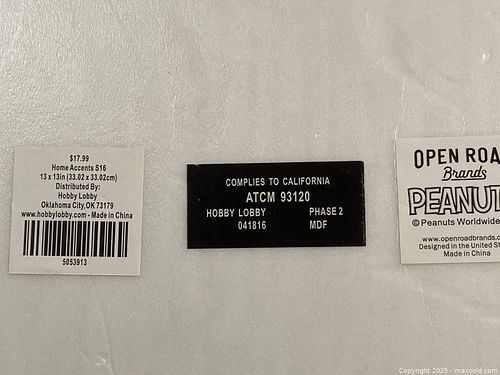 $17.99
Home Accents S16
13 x 13in (33.02 x 33.02cm)
Distributed By:
Hobby Lobby
Oklahoma City,OK 73179
www.hobbylobby.com - Made in China
5053913
COMPLIES TO CALIFORNIA
ATCM 93120
HOBBY LOBBY PHASE 2
041816 MDF
OPEN ROA
Brands
PEANUT
© Peanuts Worldwide
www.openroadbrands.c
Designed in the United St
Made in China
Copyright 2025 - maxsold.com